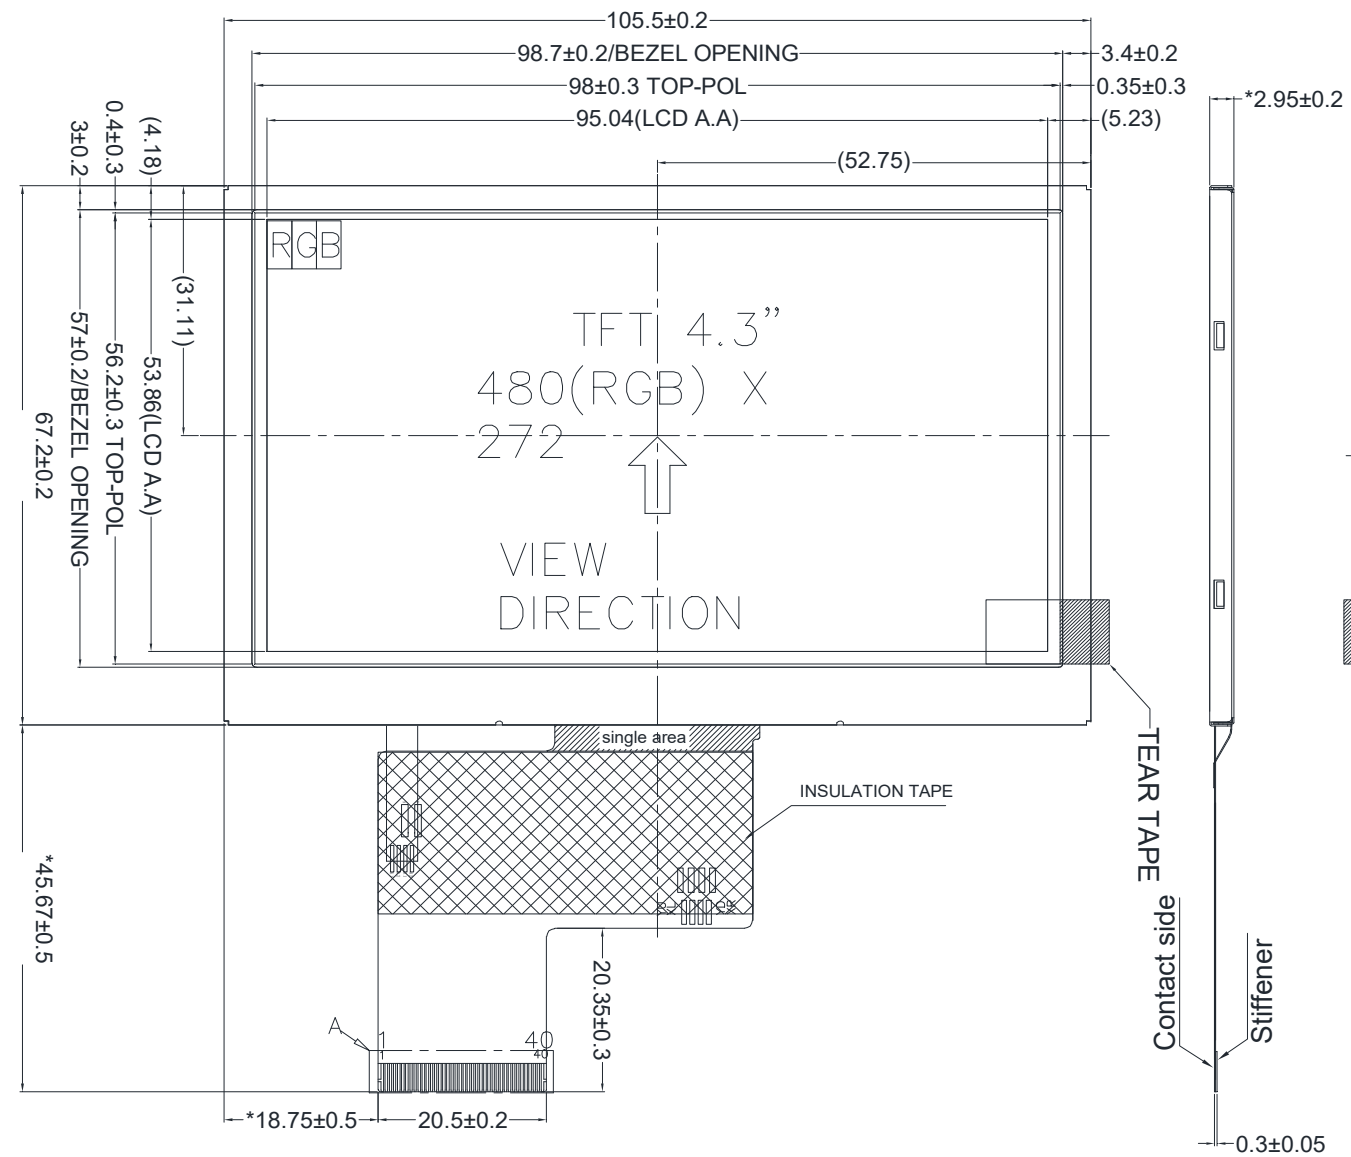 105.5±0.2
98.7±0.2/BEZEL OPENING
3.4±0.2
98±0.3 TOP-POL
0.35±0.3
*2.95±0.2
95.04(LCD A.A)
(5.23)
(4.18)
0.4±0.3
3±0.2
(52.75)
RGB
(31.11)
TFT 4.3”
480(RGB) X
272
VIEW
DIRECTION
53.86(LCD A.A)
56.2±0.3 TOP-POL
57±0.2/BEZEL OPENING
67.2±0.2
single area
TEAR TAPE
INSULATION TAPE
*45.67±0.5
Contact side
Stiffener
20.35±0.3
A
1
40
40
*18.75±0.5
20.5±0.2
0.3±0.05